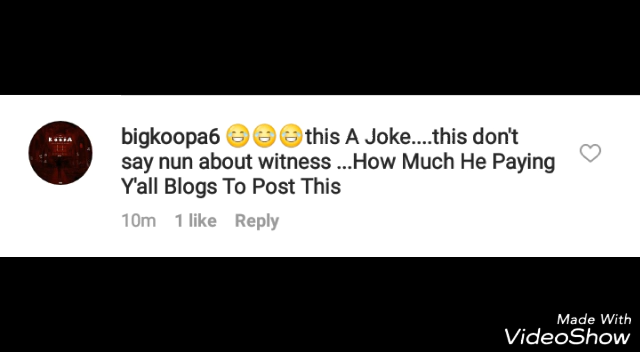 bigkoopa6 😂😂😂this A Joke....this don't
say nun about witness ...How Much He Paying
Y'all Blogs To Post This
10m 1 like Reply
Made With
VideoShow